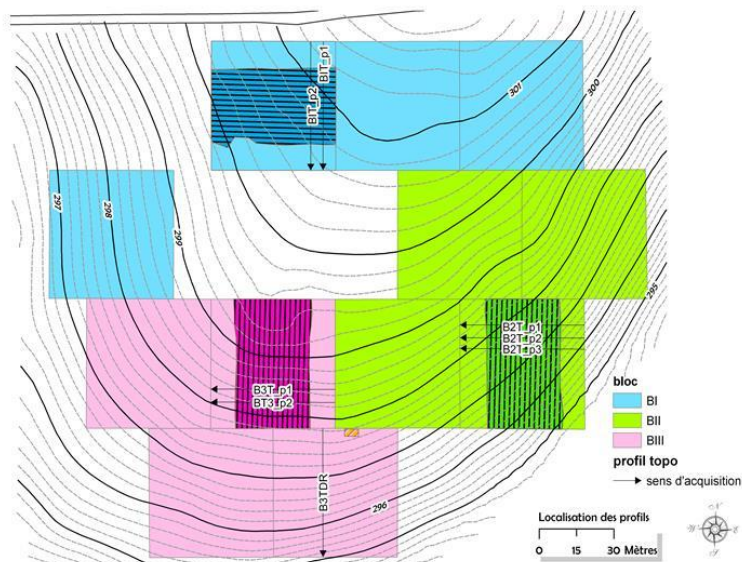 BIT_p1
BIT_p2
301
300
297
298
299
295
B2T_p1
B2T_p2
B2T_p3
B3T_p1
BT3_p2
B3TDR
296
bloc
BI
BII
BIII
profil topo
sens d'acquisition
Localisation des profils
0 15 30 Mètres
N
S